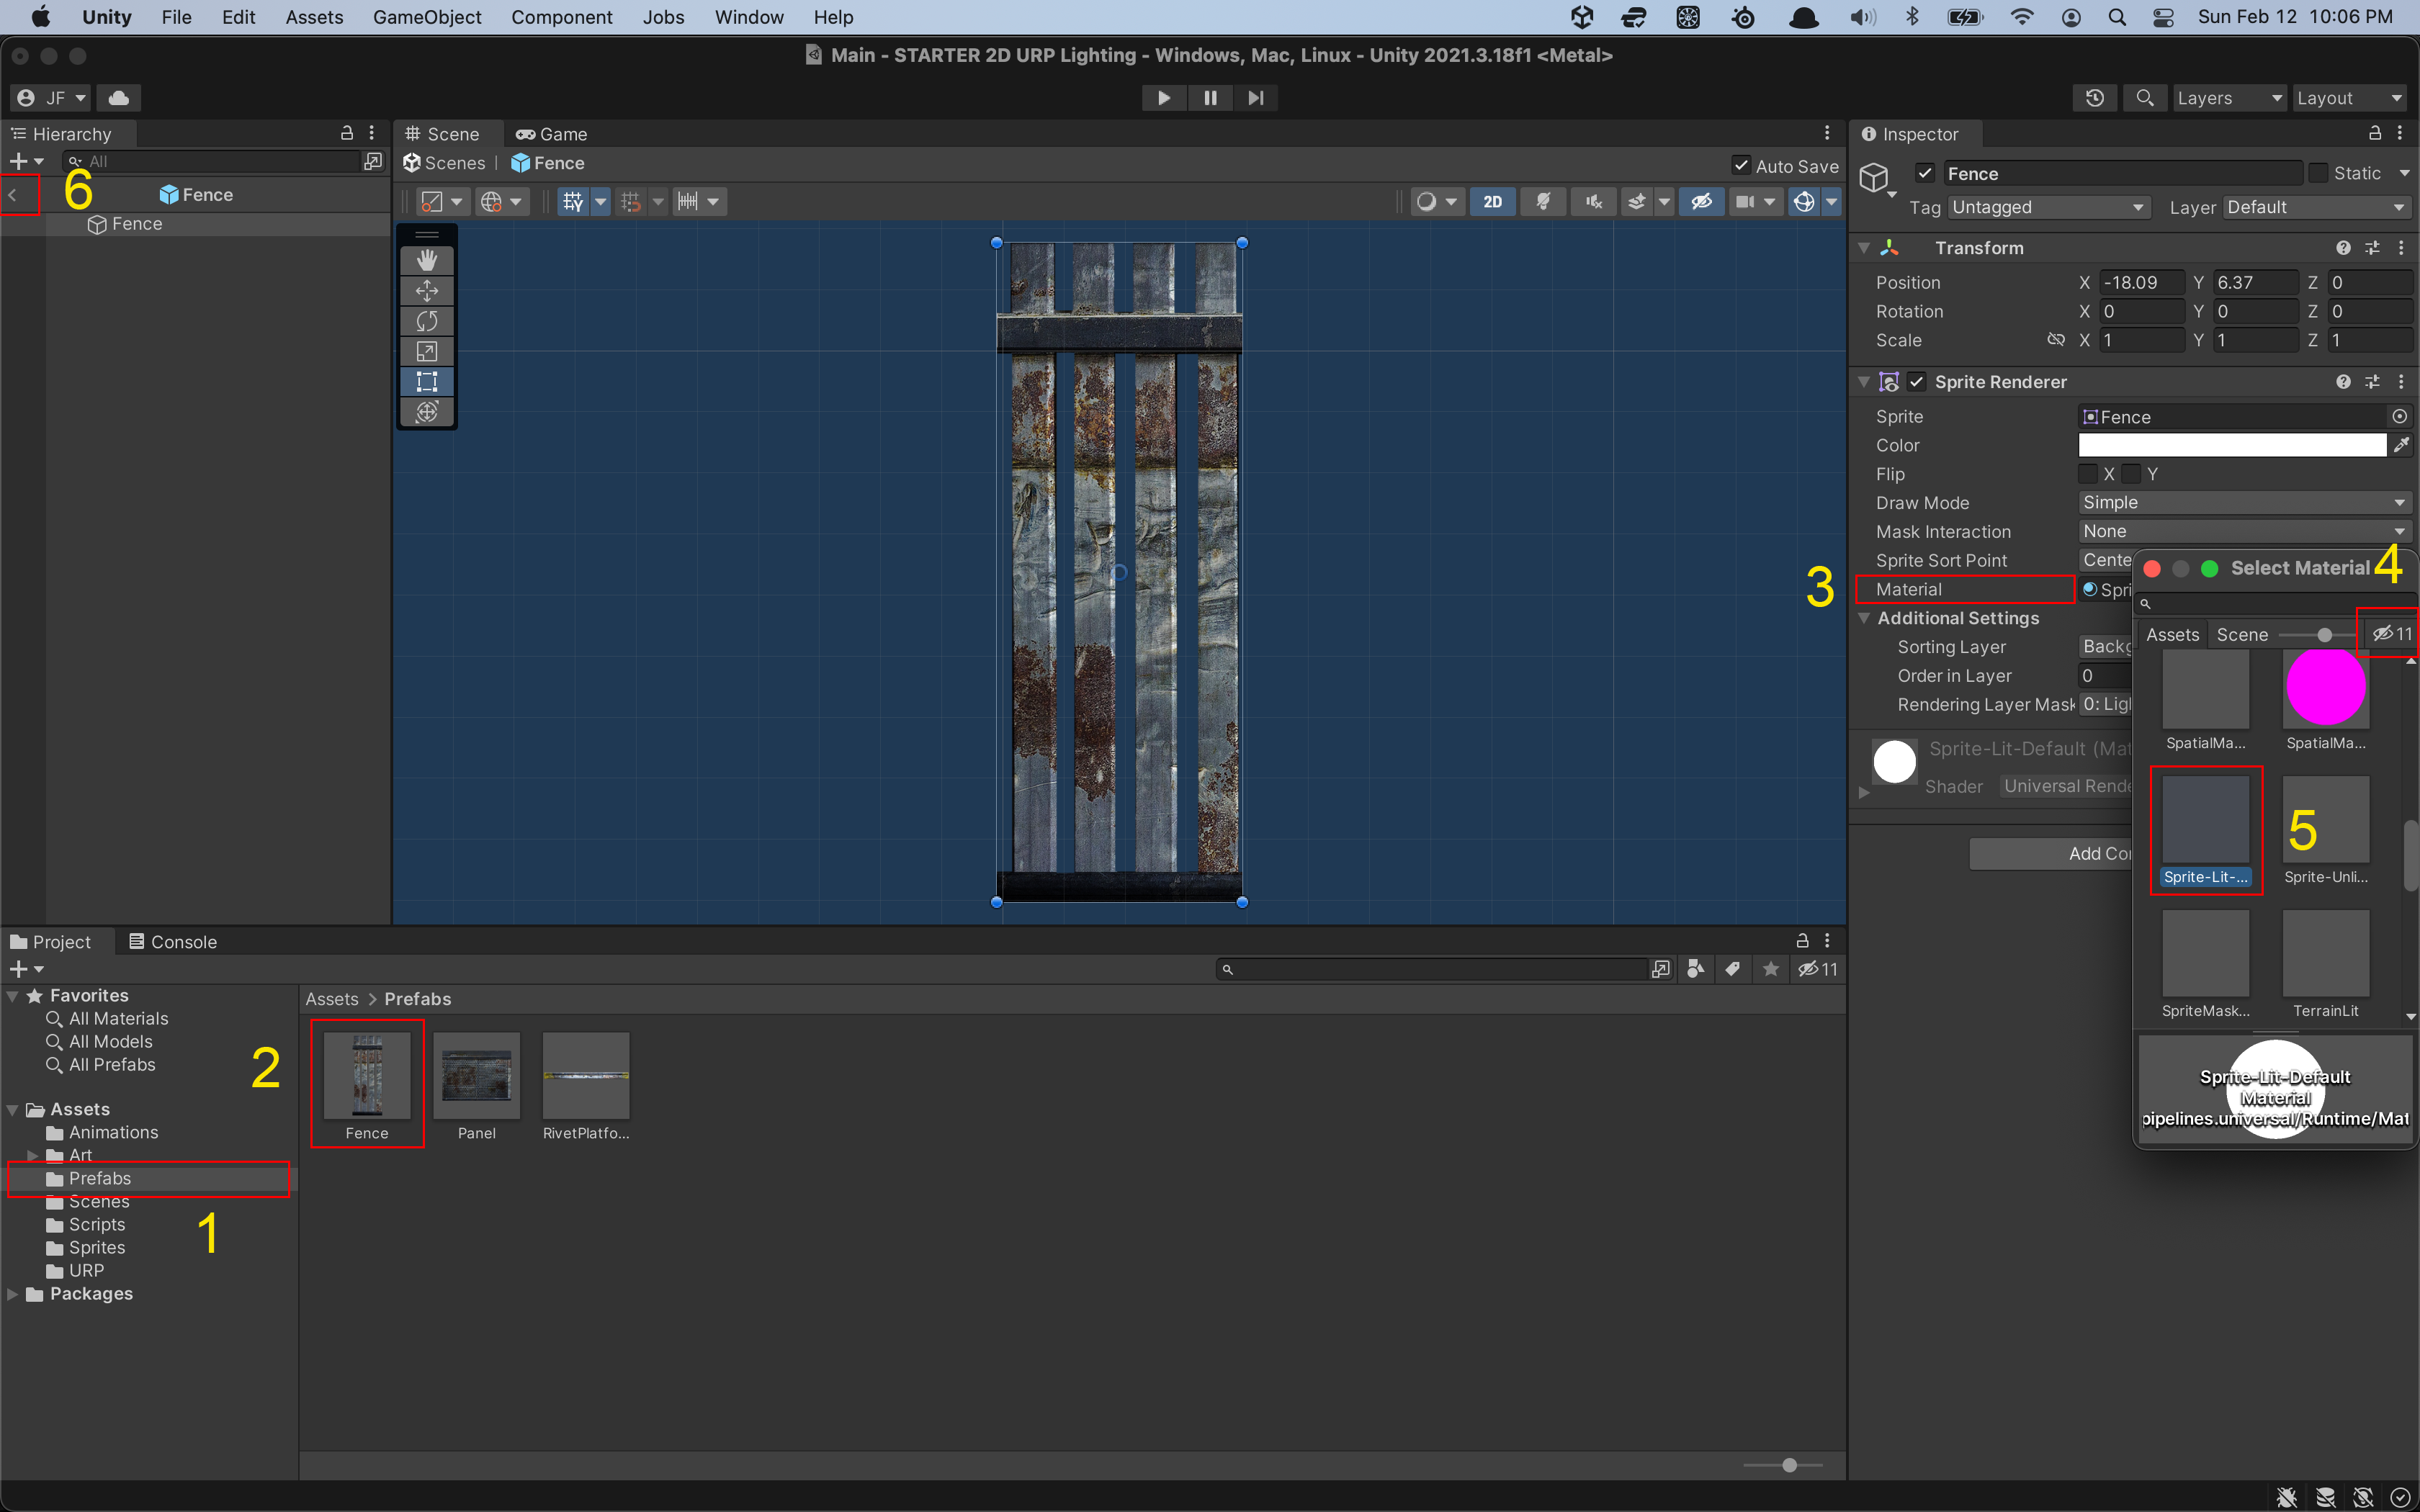 Unity File Edit Assets GameObject Component Jobs Window Help Sun Feb 12 10:06 PM
Main - STARTER 2D URP Lighting - Windows, Mac, Linux - Unity 2021.3.18f1 <Metal>
JF Layers Layout
Hierarchy
All
6
Fence
Fence
Scene Game
Scenes | Fence Auto Save
2D
Inspector
Fence Static
Tag Untagged Layer Default
Transform
Position X -18.09 Y 6.37 Z 0
Rotation X 0 Y 0 Z 0
Scale X 1 Y 1 Z 1
Sprite Renderer
Sprite Fence
Color
Flip X Y
Draw Mode Simple
Mask Interaction None
Sprite Sort Point Cente
3 Material Spri
Additional Settings
Sorting Layer Backg
Order in Layer 0
Rendering Layer Mask 0: Ligh
Sprite-Lit-Default (Mat
Shader Universal Rende
Add Cor
Select Material 4
Assets Scene 11
SpatialMa... SpatialMa...
5
Sprite-Lit-... Sprite-Unli...
SpriteMask... TerrainLit
Sprite-Lit-Default
Material
pipelines.universal/Runtime/Mat
Project Console
11
Favorites
All Materials
All Models
All Prefabs
2
Assets
Animations
Art
Prefabs
Scenes
Scripts
Sprites
URP
Packages
1
Assets > Prefabs
Fence Panel RivetPlatfo...